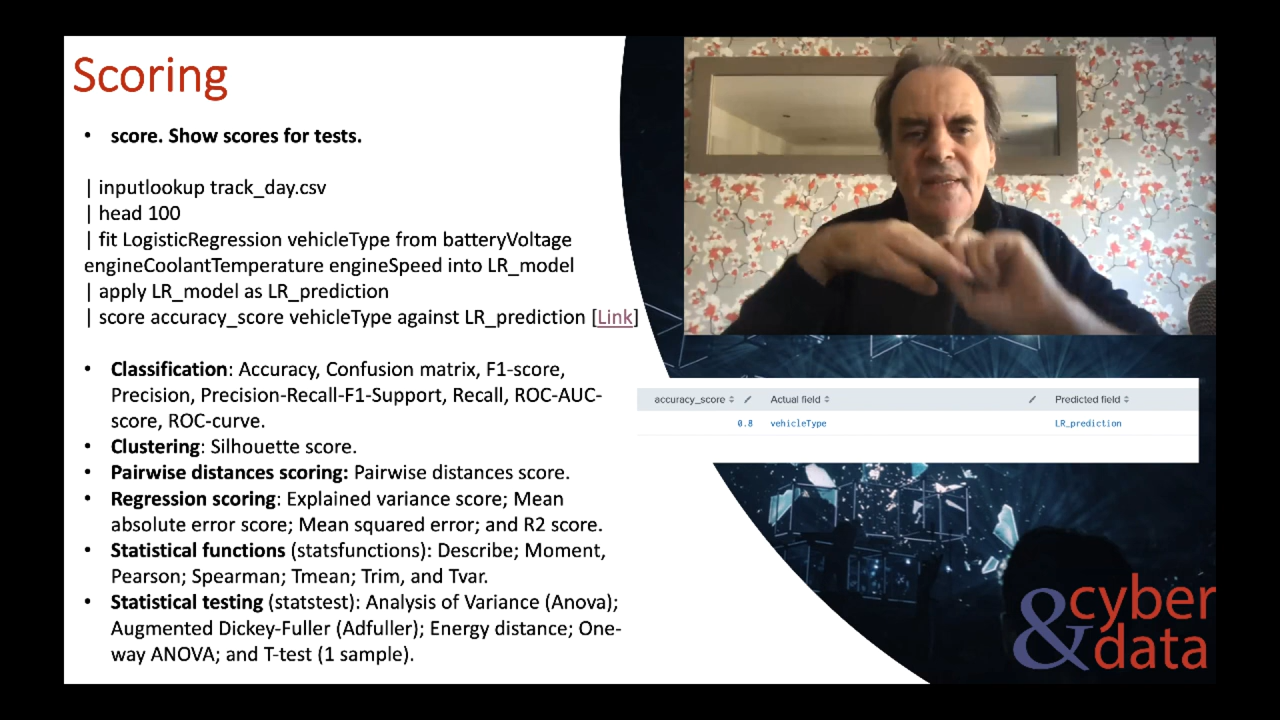 Scoring
• score. Show scores for tests.
| inputlookup track_day.csv
| head 100
| fit LogisticRegression vehicleType from batteryVoltage
engineCoolantTemperature engineSpeed into LR_model
| apply LR_model as LR_prediction
| score accuracy_score vehicleType against LR_prediction [Link]
• Classification: Accuracy, Confusion matrix, F1-score,
Precision, Precision-Recall-F1-Support, Recall, ROC-AUC-
score, ROC-curve.
• Clustering: Silhouette score.
• Pairwise distances scoring: Pairwise distances score.
• Regression scoring: Explained variance score; Mean
absolute error score; Mean squared error; and R2 score.
• Statistical functions (statsfunctions): Describe; Moment,
Pearson; Spearman; Tmean; Trim, and Tvar.
• Statistical testing (statstest): Analysis of Variance (Anova);
Augmented Dickey-Fuller (Adfuller); Energy distance; One-
way ANOVA; and T-test (1 sample).
accuracy_score Actual field Predicted field
0.8 vehicleType LR_prediction
&cyber
data